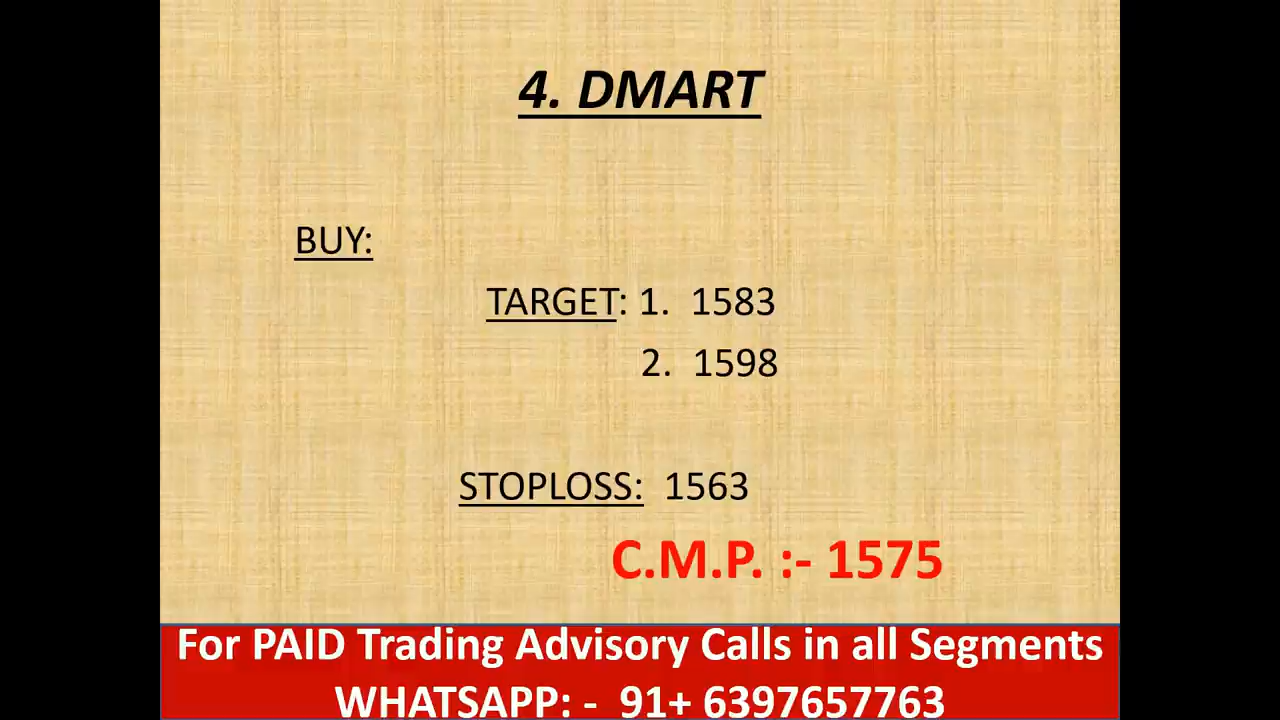 4. DMART
BUY:
TARGET: 1. 1583
2. 1598
STOPLOSS: 1563
C.M.P. :- 1575
For PAID Trading Advisory Calls in all Segments
WHATSAPP: - 91+ 6397657763